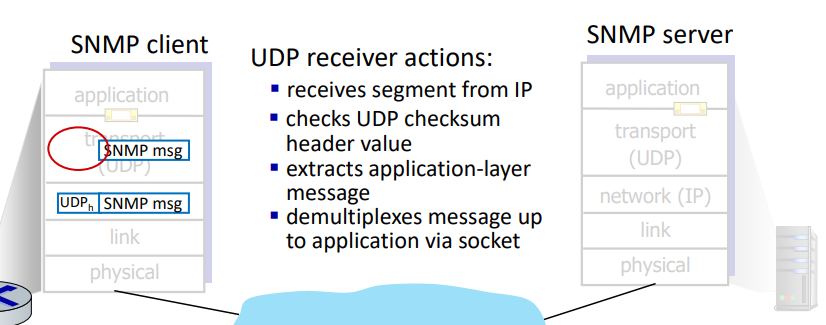 SNMP client
application
transport
SNMP msg
(UDP)
UDPh SNMP msg
link
physical
UDP receiver actions:
▪ receives segment from IP
▪ checks UDP checksum
header value
▪ extracts application-layer
message
▪ demultiplexes message up
to application via socket
SNMP server
application
transport
(UDP)
network (IP)
link
physical